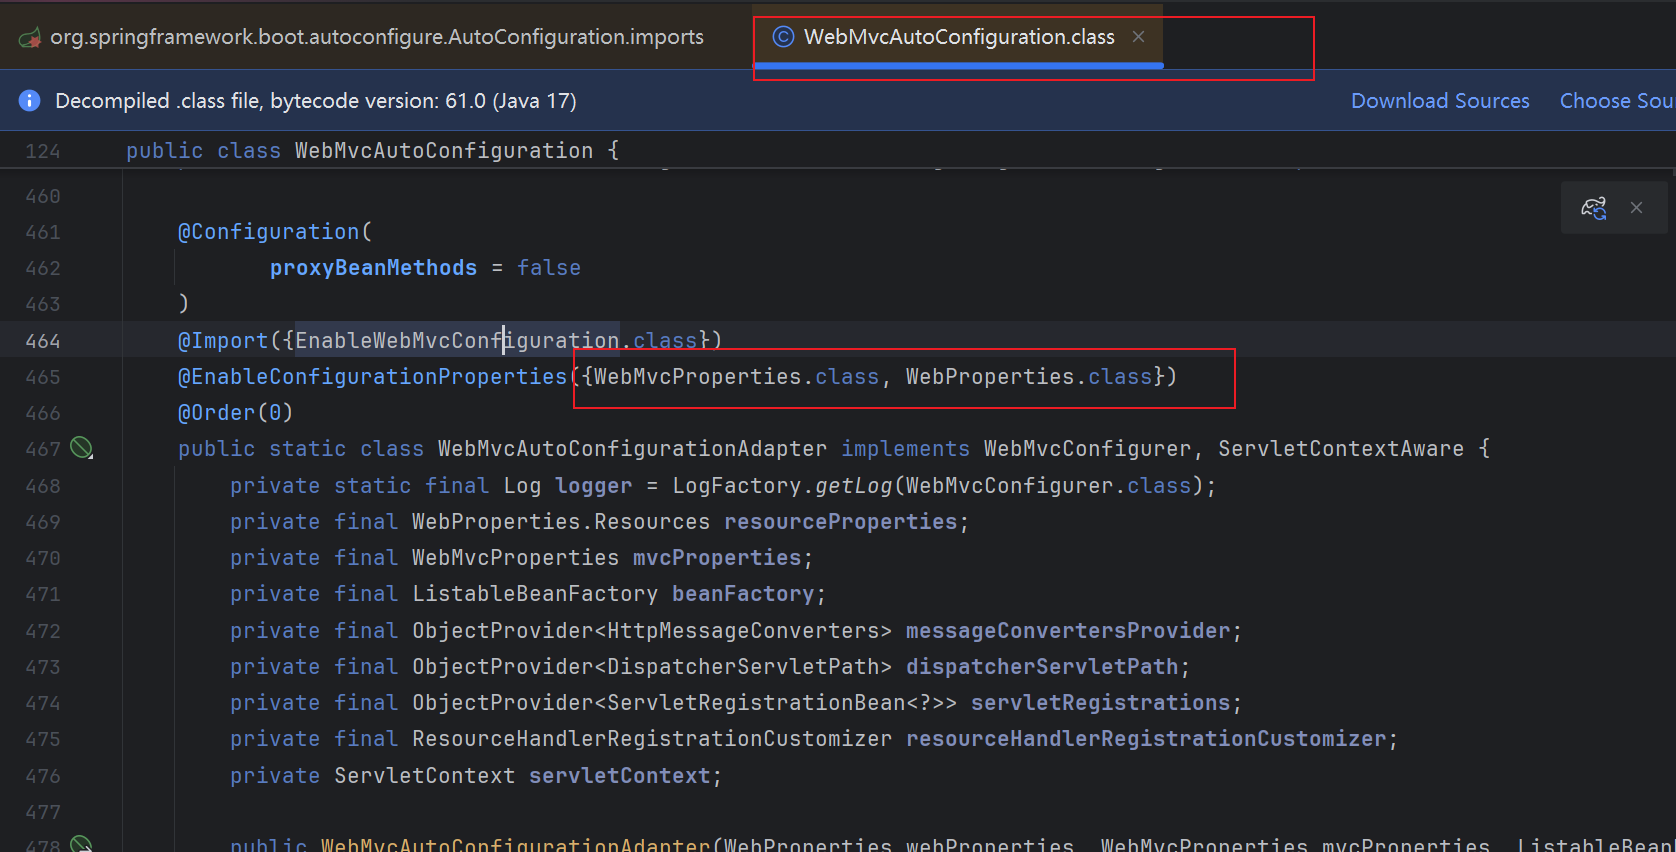 org.springframework.boot.autoconfigure.AutoConfiguration.imports
WebMvcAutoConfiguration.class
Decompiled .class file, bytecode version: 61.0 (Java 17)
Download Sources
Choose Sou
124 public class WebMvcAutoConfiguration {
460
461 @Configuration(
462 proxyBeanMethods = false
463 )
464 @Import({EnableWebMvcConfiguration.class})
465 @EnableConfigurationProperties({WebMvcProperties.class, WebProperties.class})
466 @Order(0)
467 public static class WebMvcAutoConfigurationAdapter implements WebMvcConfigurer, ServletContextAware {
468 private static final Log logger = LogFactory.getLog(WebMvcConfigurer.class);
469 private final WebProperties.Resources resourceProperties;
470 private final WebMvcProperties mvcProperties;
471 private final ListableBeanFactory beanFactory;
472 private final ObjectProvider<HttpMessageConverters> messageConvertersProvider;
473 private final ObjectProvider<DispatcherServletPath> dispatcherServletPath;
474 private final ObjectProvider<ServletRegistrationBean<?>> servletRegistrations;
475 private final ResourceHandlerRegistrationCustomizer resourceHandlerRegistrationCustomizer;
476 private ServletContext servletContext;
477
478 public WebMvcAutoConfigurationAdapter(WebProperties webProperties, WebMvcProperties mvcProperties, ListableBean